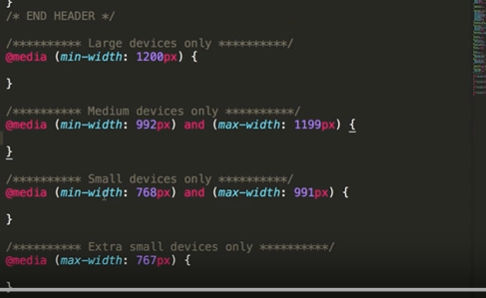 }
/* END HEADER */
/********** Large devices only **********/
@media (min-width: 1200px) {
}
/********** Medium devices only **********/
@media (min-width: 992px) and (max-width: 1199px) {
}
/********** Small devices only **********/
@media (min-width: 768px) and (max-width: 991px) {
}
/********** Extra small devices only **********/
@media (max-width: 767px) {
}